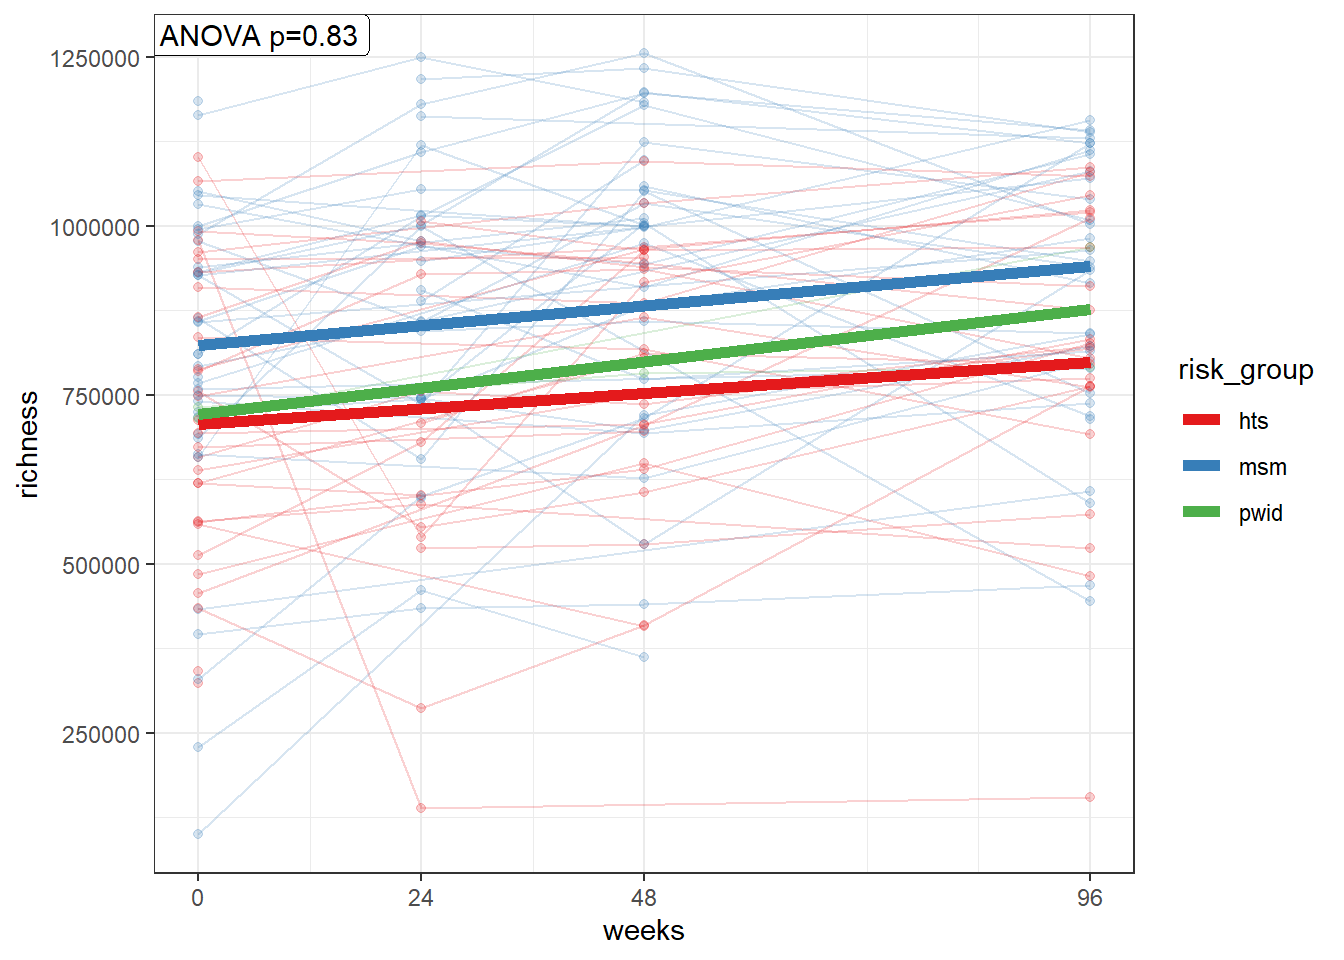 ANOVA p=0.83
1250000
1000000
750000
500000
250000
richness
0 24 48 96
weeks
risk_group
hts
msm
pwid